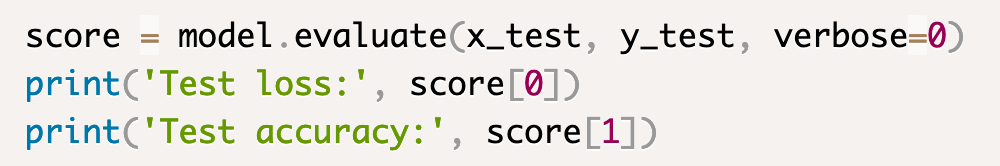 score = model.evaluate(x_test, y_test, verbose=0)
print('Test loss:', score[0])
print('Test accuracy:', score[1])